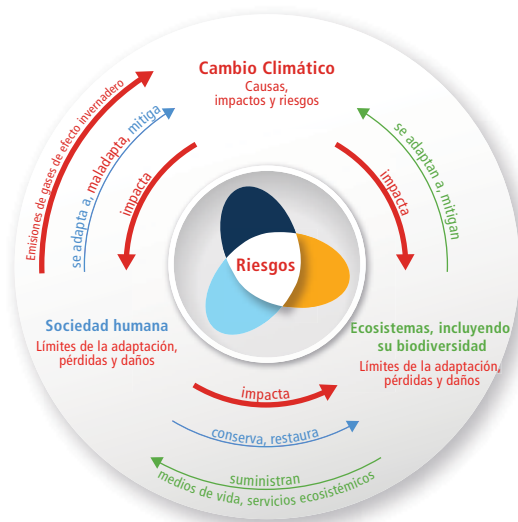 Cambio Climático
Causas,
impactos y riesgos
Emisiones de gases de efecto invernadero
se adapta a, maladapta, mitiga
impacta
se adaptan a, mitigan
impacta
Riesgos
Sociedad humana
Límites de la adaptación,
pérdidas y daños
Ecosistemas, incluyendo
su biodiversidad
Límites de la adaptación,
pérdidas y daños
impacta
conserva, restaura
suministran
medios de vida, servicios ecosistémicos